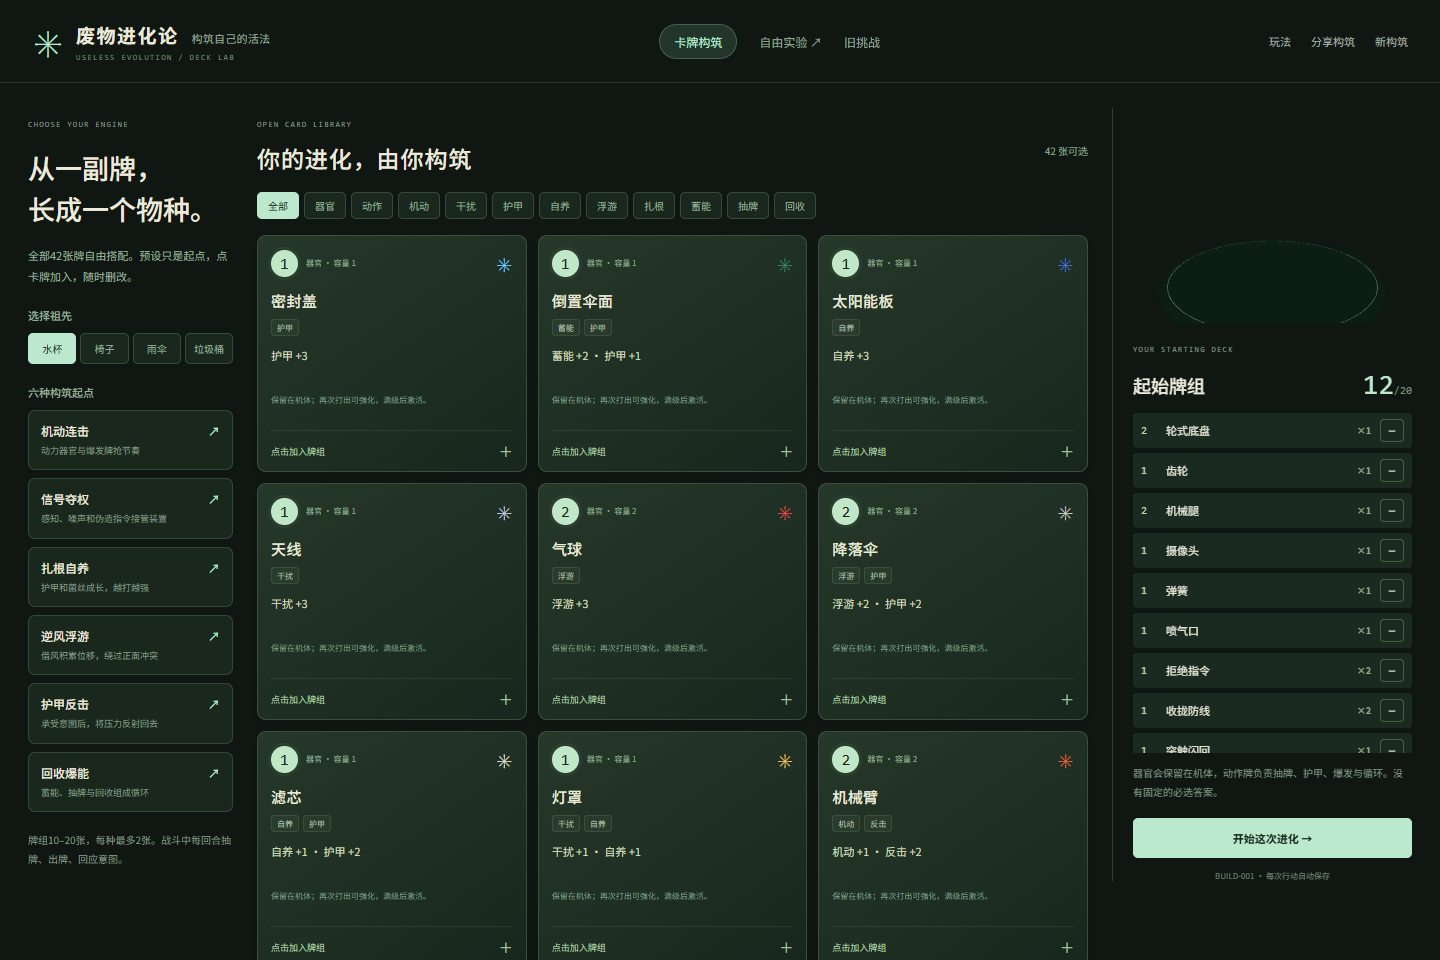 废物进化论 构筑自己的活法
USELESS EVOLUTION / DECK LAB
卡牌构筑 自由实验 ↗ 旧挑战
玩法 分享构筑 新构筑
CHOOSE YOUR ENGINE
从一副牌，
长成一个物种。
全部42张牌自由搭配。预设只是起点，点
卡牌加入，随时删改。
选择祖先
水杯 椅子 雨伞 垃圾桶
六种构筑起点
机动连击 ↗
动力器官与爆发牌抢节奏
信号夺权 ↗
感知、噪声和伪造指令接管装置
扎根自养 ↗
护甲和菌丝成长，越打越强
逆风浮游 ↗
借风积累位移，绕过正面冲突
护甲反击 ↗
承受意图后，将压力反射回去
回收爆能 ↗
蓄能、抽牌与回收组成循环
牌组10–20张，每种最多2张。战斗中每回合抽
牌、出牌、回应意图。
OPEN CARD LIBRARY
你的进化，由你构筑
42 张可选
全部 器官 动作 机动 干扰 护甲 自养 浮游 扎根 蓄能 抽牌 回收
1 器官 · 容量 1
密封盖
护甲
护甲 +3
保留在机体；再次打出可强化，满级后激活。
点击加入牌组 +
1 器官 · 容量 1
倒置伞面
蓄能 护甲
蓄能 +2 · 护甲 +1
保留在机体；再次打出可强化，满级后激活。
点击加入牌组 +
1 器官 · 容量 1
太阳能板
自养
自养 +3
保留在机体；再次打出可强化，满级后激活。
点击加入牌组 +
1 器官 · 容量 1
天线
干扰
干扰 +3
保留在机体；再次打出可强化，满级后激活。
点击加入牌组 +
2 器官 · 容量 2
气球
浮游
浮游 +3
保留在机体；再次打出可强化，满级后激活。
点击加入牌组 +
2 器官 · 容量 2
降落伞
浮游 护甲
浮游 +2 · 护甲 +2
保留在机体；再次打出可强化，满级后激活。
点击加入牌组 +
1 器官 · 容量 1
滤芯
自养 护甲
自养 +1 · 护甲 +2
保留在机体；再次打出可强化，满级后激活。
点击加入牌组 +
1 器官 · 容量 1
灯罩
干扰 自养
干扰 +1 · 自养 +1
保留在机体；再次打出可强化，满级后激活。
点击加入牌组 +
2 器官 · 容量 2
机械臂
机动 反击
机动 +1 · 反击 +2
保留在机体；再次打出可强化，满级后激活。
点击加入牌组 +
YOUR STARTING DECK
起始牌组 12/20
2 轮式底盘 ×1 −
1 齿轮 ×1 −
2 机械腿 ×1 −
1 摄像头 ×1 −
1 弹簧 ×1 −
1 喷气口 ×1 −
1 拒绝指令 ×2 −
1 收拢防线 ×2 −
1 突触闪回 ×1 −
器官会保留在机体，动作牌负责抽牌、护甲、爆发与循环。没
有固定的必选答案。
开始这次进化 →
BUILD-001 · 每次行动自动保存